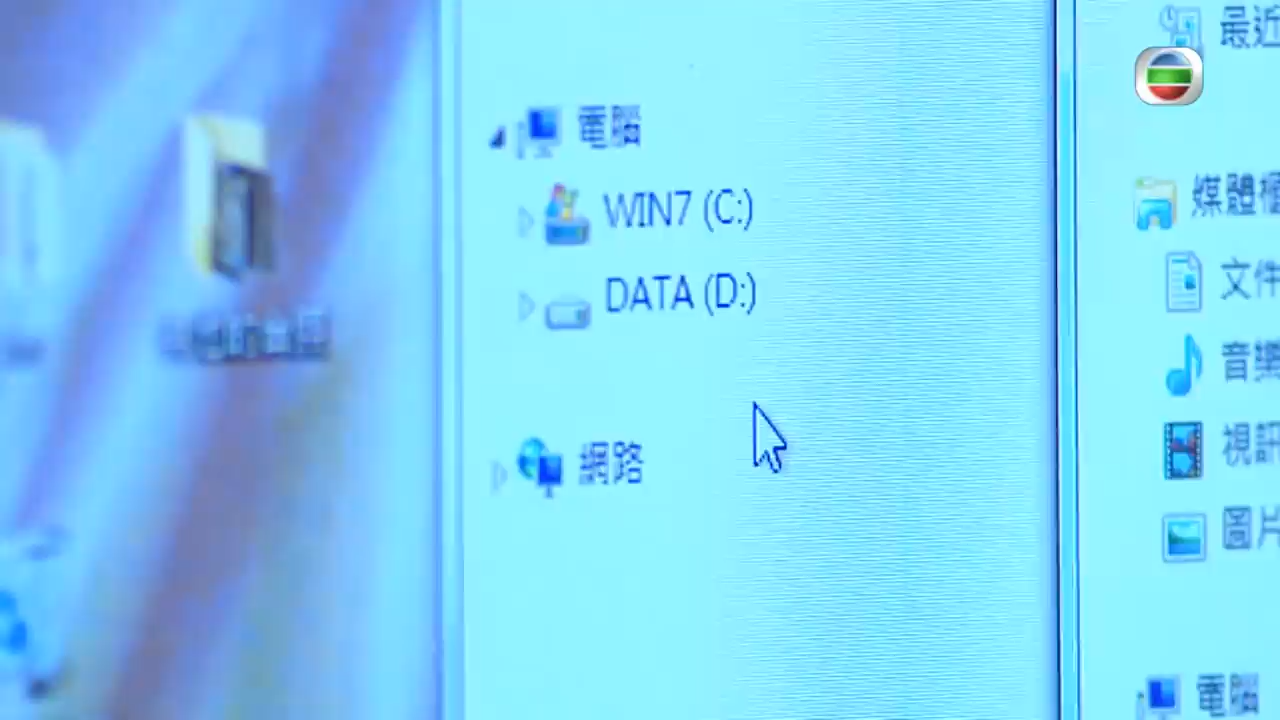 電腦
WIN7 (C:)
DATA (D:)
網路
最近
媒體櫃
文件
音樂
視訊
圖片
電腦